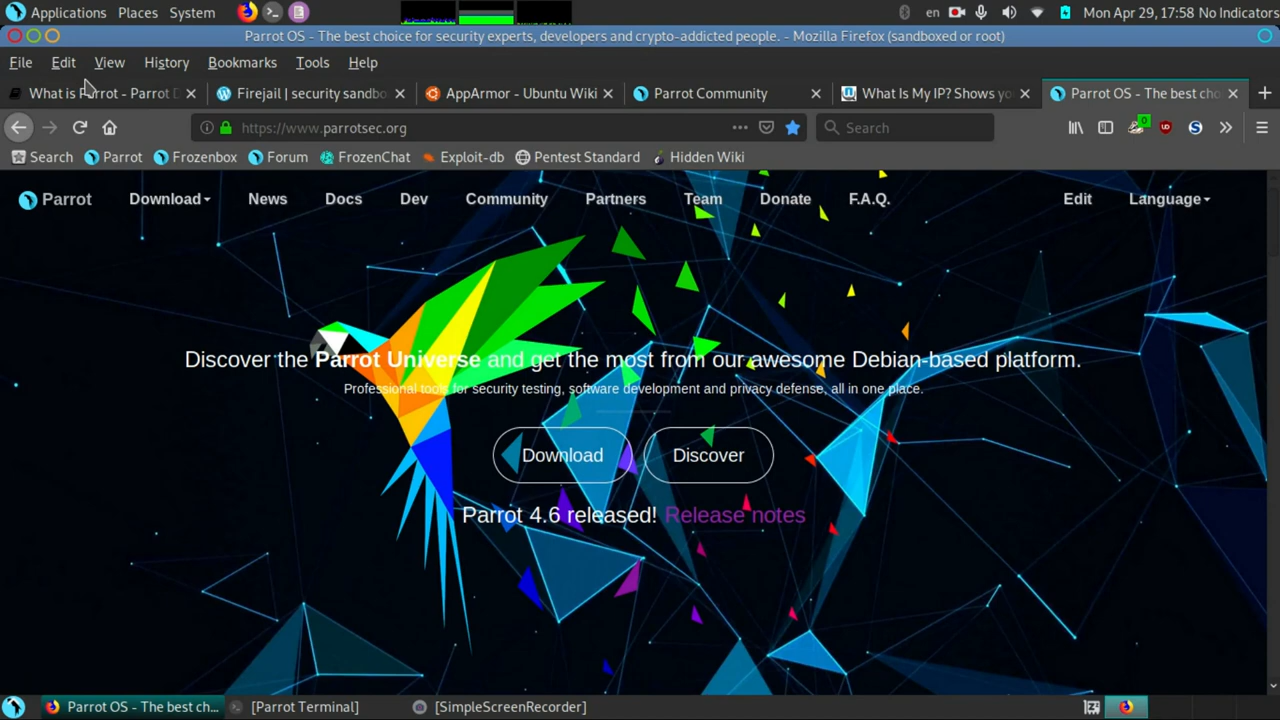 Applications Places System en Mon Apr 29, 17:58 No Indicators
Parrot OS - The best choice for security experts, developers and crypto-addicted people. - Mozilla Firefox (sandboxed or root)
File Edit View History Bookmarks Tools Help
What is Parrot - Parrot D Firejail | security sandbo AppArmor - Ubuntu Wiki Parrot Community What Is My IP? Shows yo Parrot OS - The best cho
https://www.parrotsec.org Search 0
Search Parrot Frozenbox Forum FrozenChat Exploit-db Pentest Standard Hidden Wiki
Parrot Download News Docs Dev Community Partners Team Donate F.A.Q. Edit Language
Discover the Parrot Universe and get the most from our awesome Debian-based platform.
Professional tools for security testing, software development and privacy defense, all in one place.
Download Discover
Parrot 4.6 released! Release notes
Parrot OS - The best ch... [Parrot Terminal] [SimpleScreenRecorder]